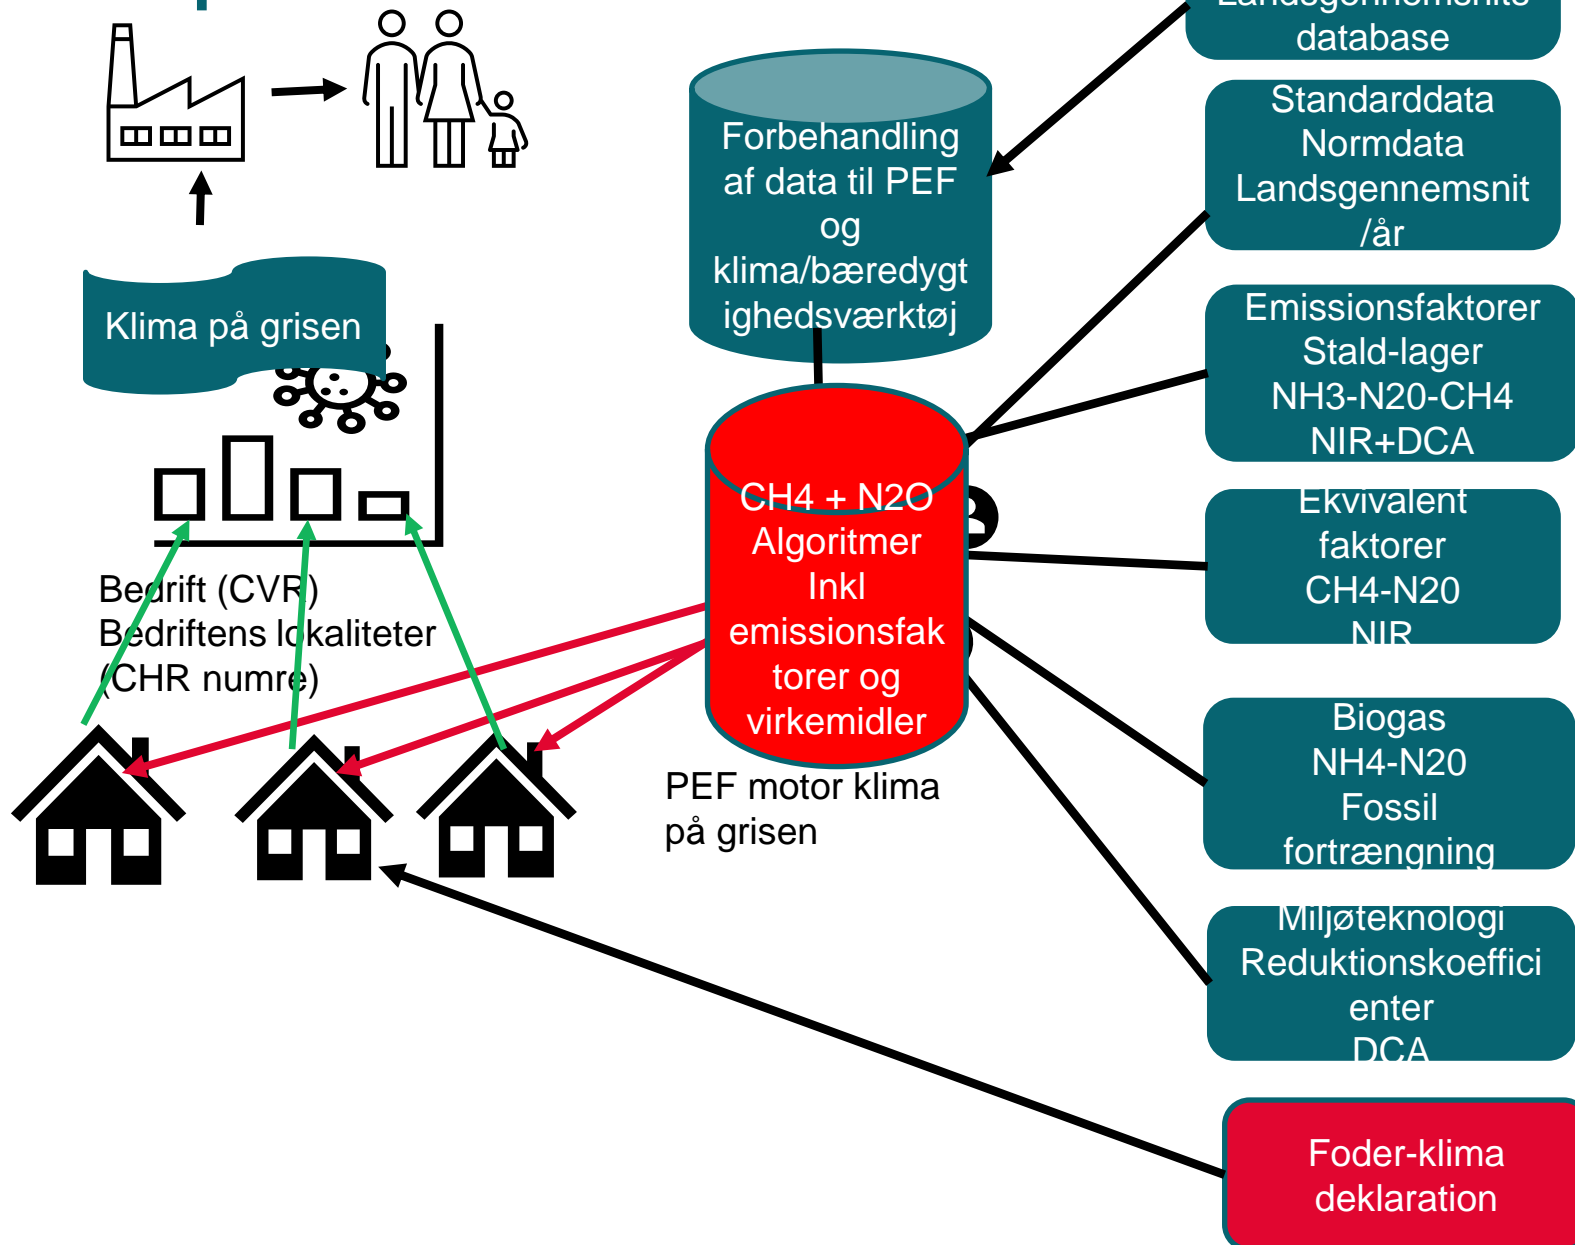 Landsgennemsnits
database
Standarddata
Normdata
Landsgennemsnit
/år
Forbehandling
af data til PEF
og
klima/bæredygt
ighedsværktøj
Klima på grisen
Emissionsfaktorer
Stald-lager
NH3-N20-CH4
NIR+DCA
CH4 + N2O
Algoritmer
Inkl
emissionsfak
torer og
virkemidler
Ekvivalent
faktorer
CH4-N20
NIR
Bedrift (CVR)
Bedriftens lokaliteter
(CHR numre)
PEF motor klima
på grisen
Biogas
NH4-N20
Fossil
fortrængning
Miljøteknologi
Reduktionskoeffici
enter
DCA
Foder-klima
deklaration